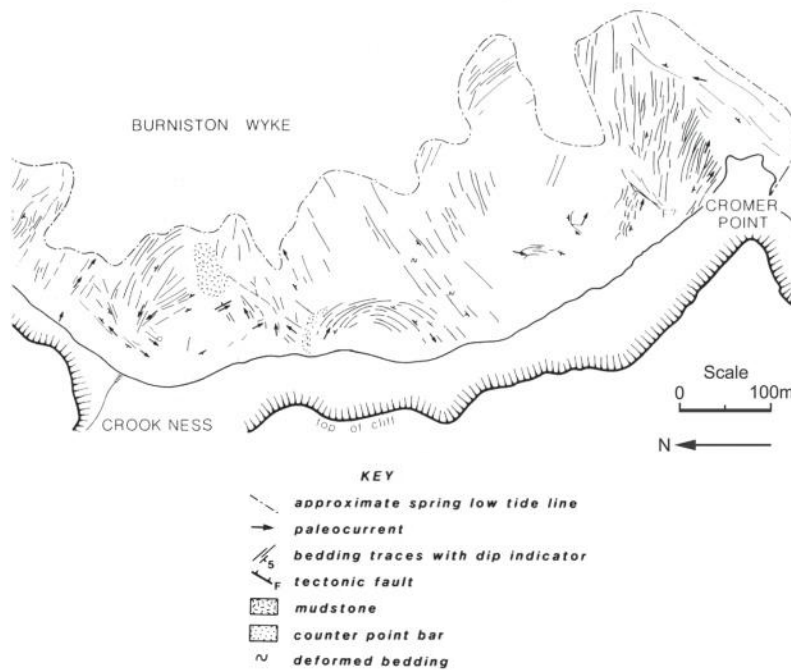 BURNISTON WYKE
CROMER
POINT
F
CROOK NESS
top of cliff
Scale
0 100m
N
KEY
approximate spring low tide line
paleocurrent
5
bedding traces with dip indicator
F
tectonic fault
mudstone
counter point bar
deformed bedding